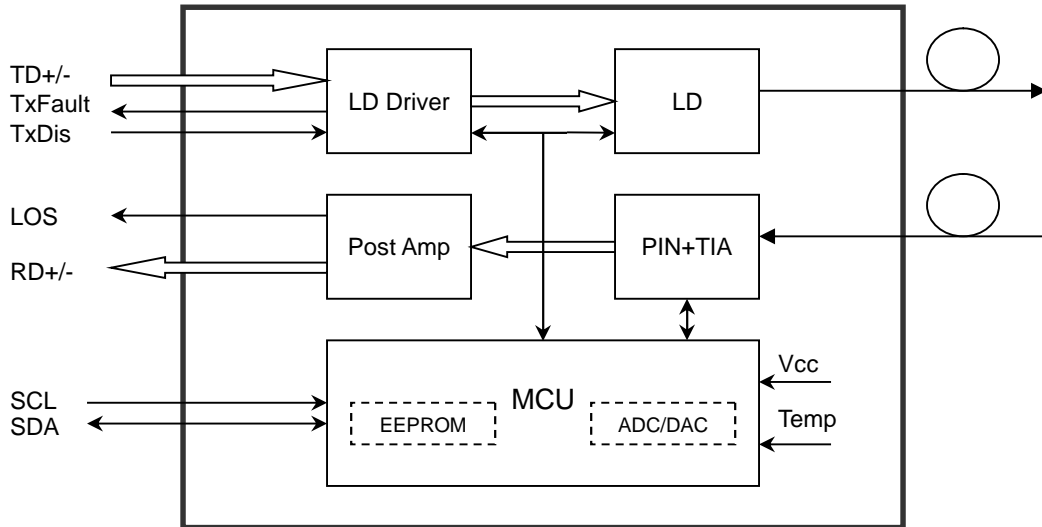 TD+/-
TxFault
TxDis
LD Driver
LD
LOS
RD+/-
Post Amp
PIN+TIA
SCL
SDA
MCU
EEPROM
ADC/DAC
Vcc
Temp